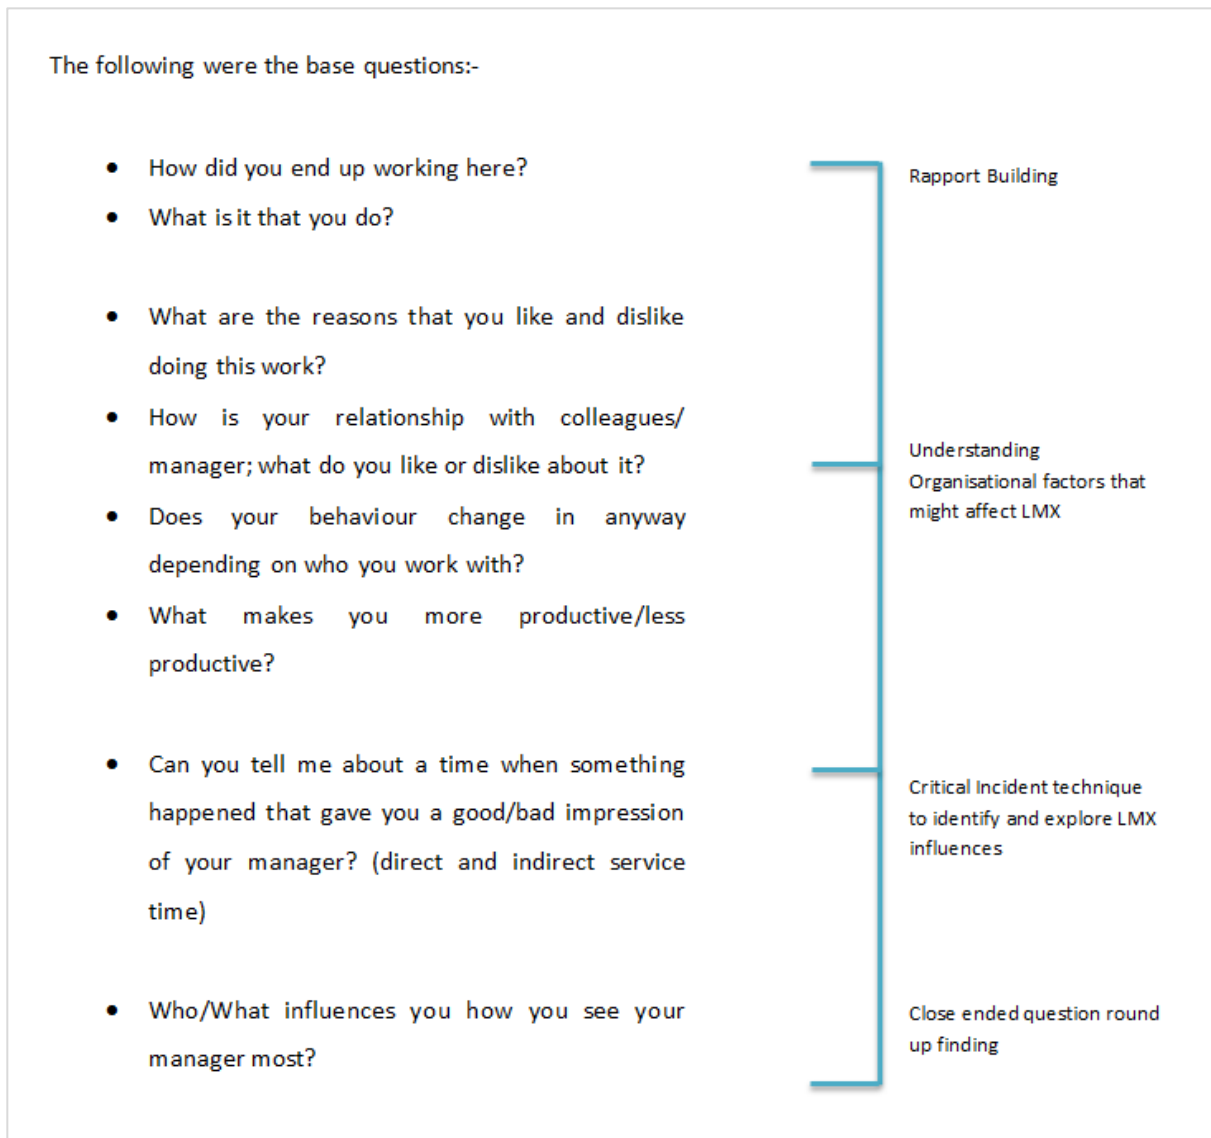 The following were the base questions:-
• How did you end up working here?
Rapport Building
• What is it that you do?
• What are the reasons that you like and dislike
doing this work?
• How is your relationship with colleagues/
manager; what do you like or dislike about it?
Understanding
Organisational factors that
might affect LMX
• Does your behaviour change in anyway
depending on who you work with?
• What makes you more productive/less
productive?
• Can you tell me about a time when something
happened that gave you a good/bad impression
of your manager? (direct and indirect service
time)
Critical Incident technique
to identify and explore LMX
influences
• Who/What influences you how you see your
manager most?
Close ended question round
up finding